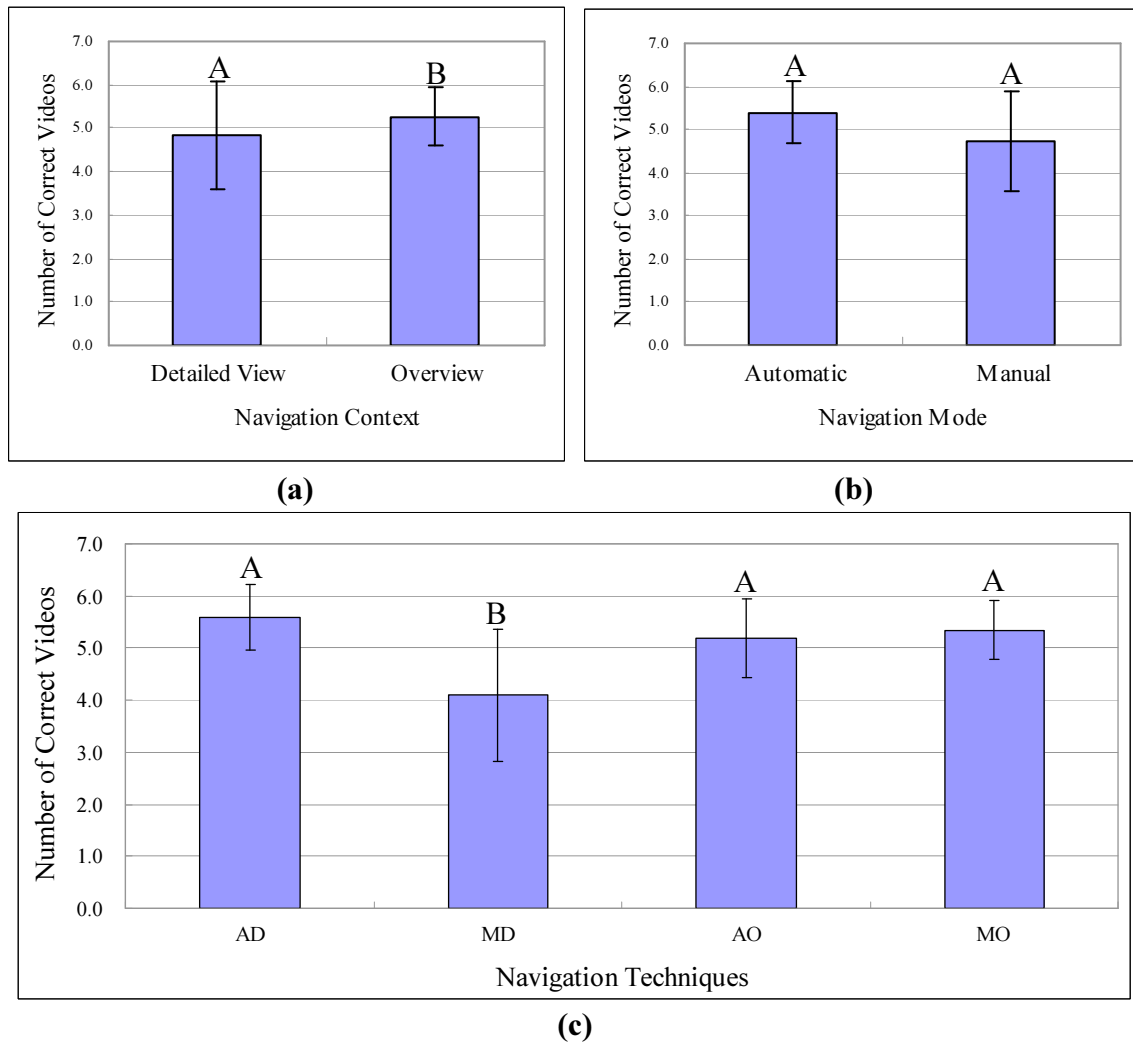 7.0
6.0
5.0
4.0
3.0
2.0
1.0
0.0
Number of Correct Videos
A
B
Detailed View
Overview
Navigation Context
(a)
7.0
6.0
5.0
4.0
3.0
2.0
1.0
0.0
Number of Correct Videos
A
A
Automatic
Manual
Navigation Mode
(b)
7.0
6.0
5.0
4.0
3.0
2.0
1.0
0.0
Number of Correct Videos
A
B
A
A
AD
MD
AO
MO
Navigation Techniques
(c)